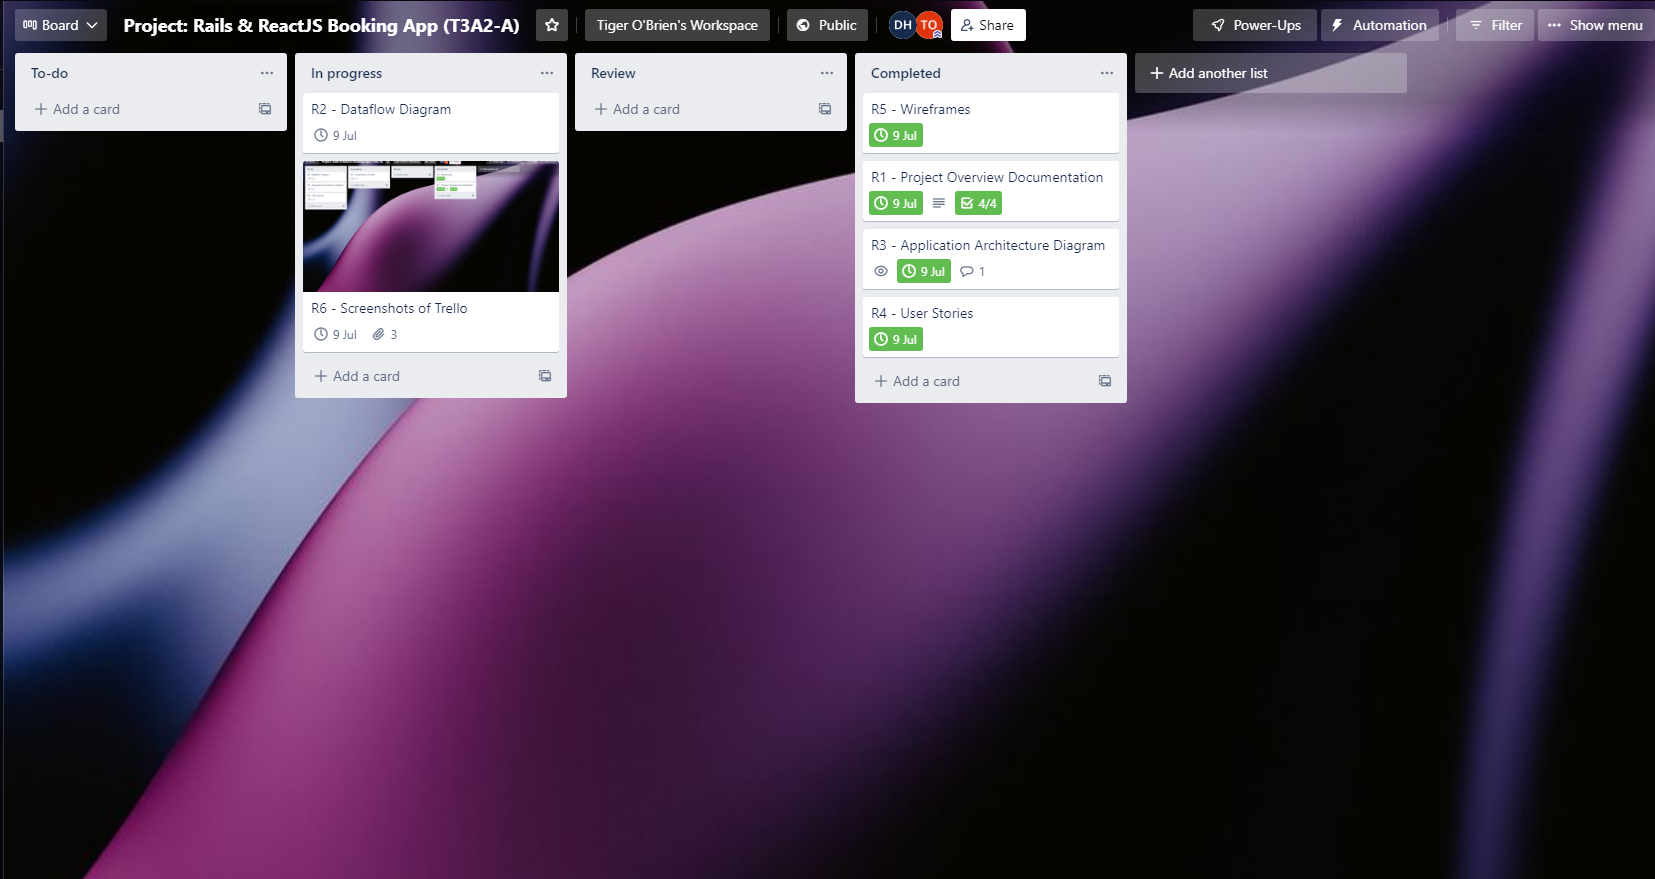 Board
Project: Rails & ReactJS Booking App (T3A2-A)
Tiger O'Brien's Workspace
Public
DH
TO
Share
Power-Ups
Automation
Filter
Show menu
To-do
Add a card
In progress
R2 - Dataflow Diagram
9 Jul
R6 - Screenshots of Trello
9 Jul
3
Add a card
Review
Add a card
Completed
R5 - Wireframes
9 Jul
R1 - Project Overview Documentation
9 Jul
4/4
R3 - Application Architecture Diagram
9 Jul
1
R4 - User Stories
9 Jul
Add a card
Add another list